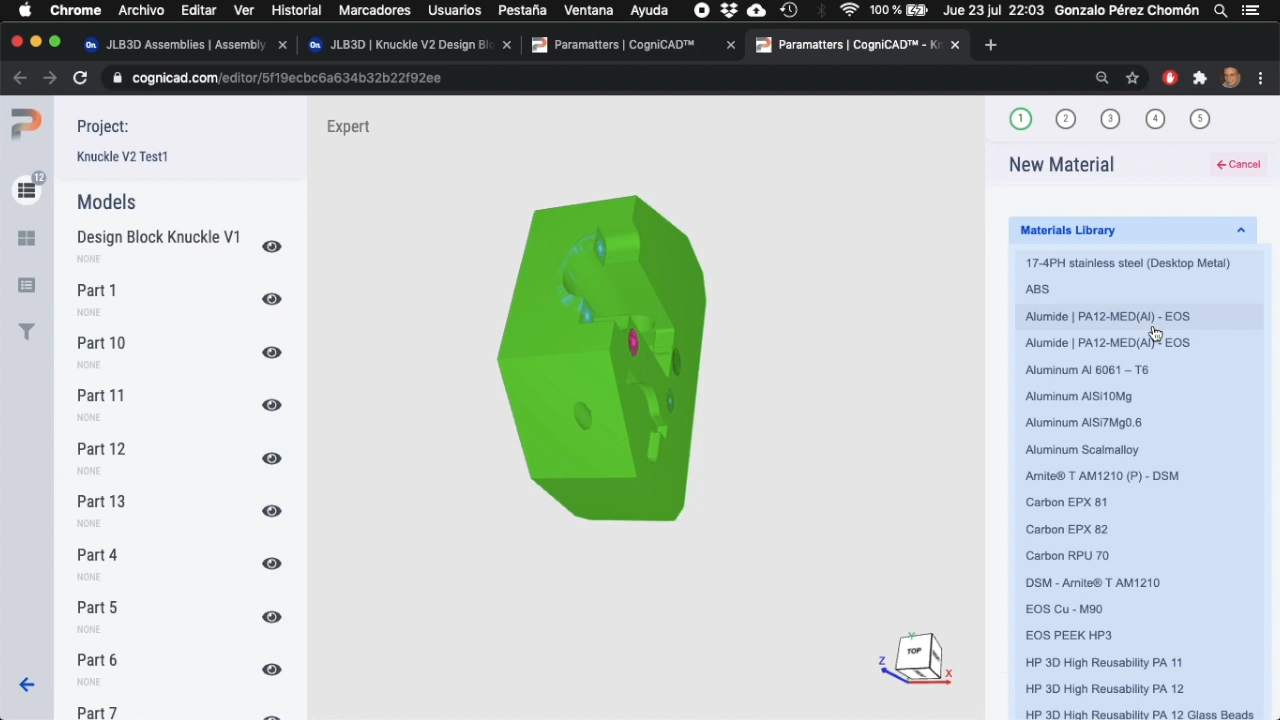 Chrome Archivo Editar Ver Historial Marcadores Usuarios Pestaña Ventana Ayuda 100 % Jue 23 jul 22:03 Gonzalo Pérez Chomón
On JLB3D Assemblies | Assembly On JLB3D | Knuckle V2 Design Blo Paramatters | CogniCAD™ Paramatters | CogniCAD™ - Kn
cognicad.com/editor/5f19ecbc6a634b32b22f92ee
Project:
Knuckle V2 Test1
12
Models
Design Block Knuckle V1
NONE
Part 1
NONE
Part 10
NONE
Part 11
NONE
Part 12
NONE
Part 13
NONE
Part 4
NONE
Part 5
NONE
Part 6
NONE
Part 7
Expert
Y
TOP
Z
X
1 2 3 4 5
New Material
Cancel
Materials Library
17-4PH stainless steel (Desktop Metal)
ABS
Alumide | PA12-MED(Al) - EOS
Alumide | PA12-MED(Al) - EOS
Aluminum Al 6061 – T6
Aluminum AlSi10Mg
Aluminum AlSi7Mg0.6
Aluminum Scalmalloy
Arnite® T AM1210 (P) - DSM
Carbon EPX 81
Carbon EPX 82
Carbon RPU 70
DSM - Arnite® T AM1210
EOS Cu - M90
EOS PEEK HP3
HP 3D High Reusability PA 11
HP 3D High Reusability PA 12
HP 3D High Reusability PA 12 Glass Beads